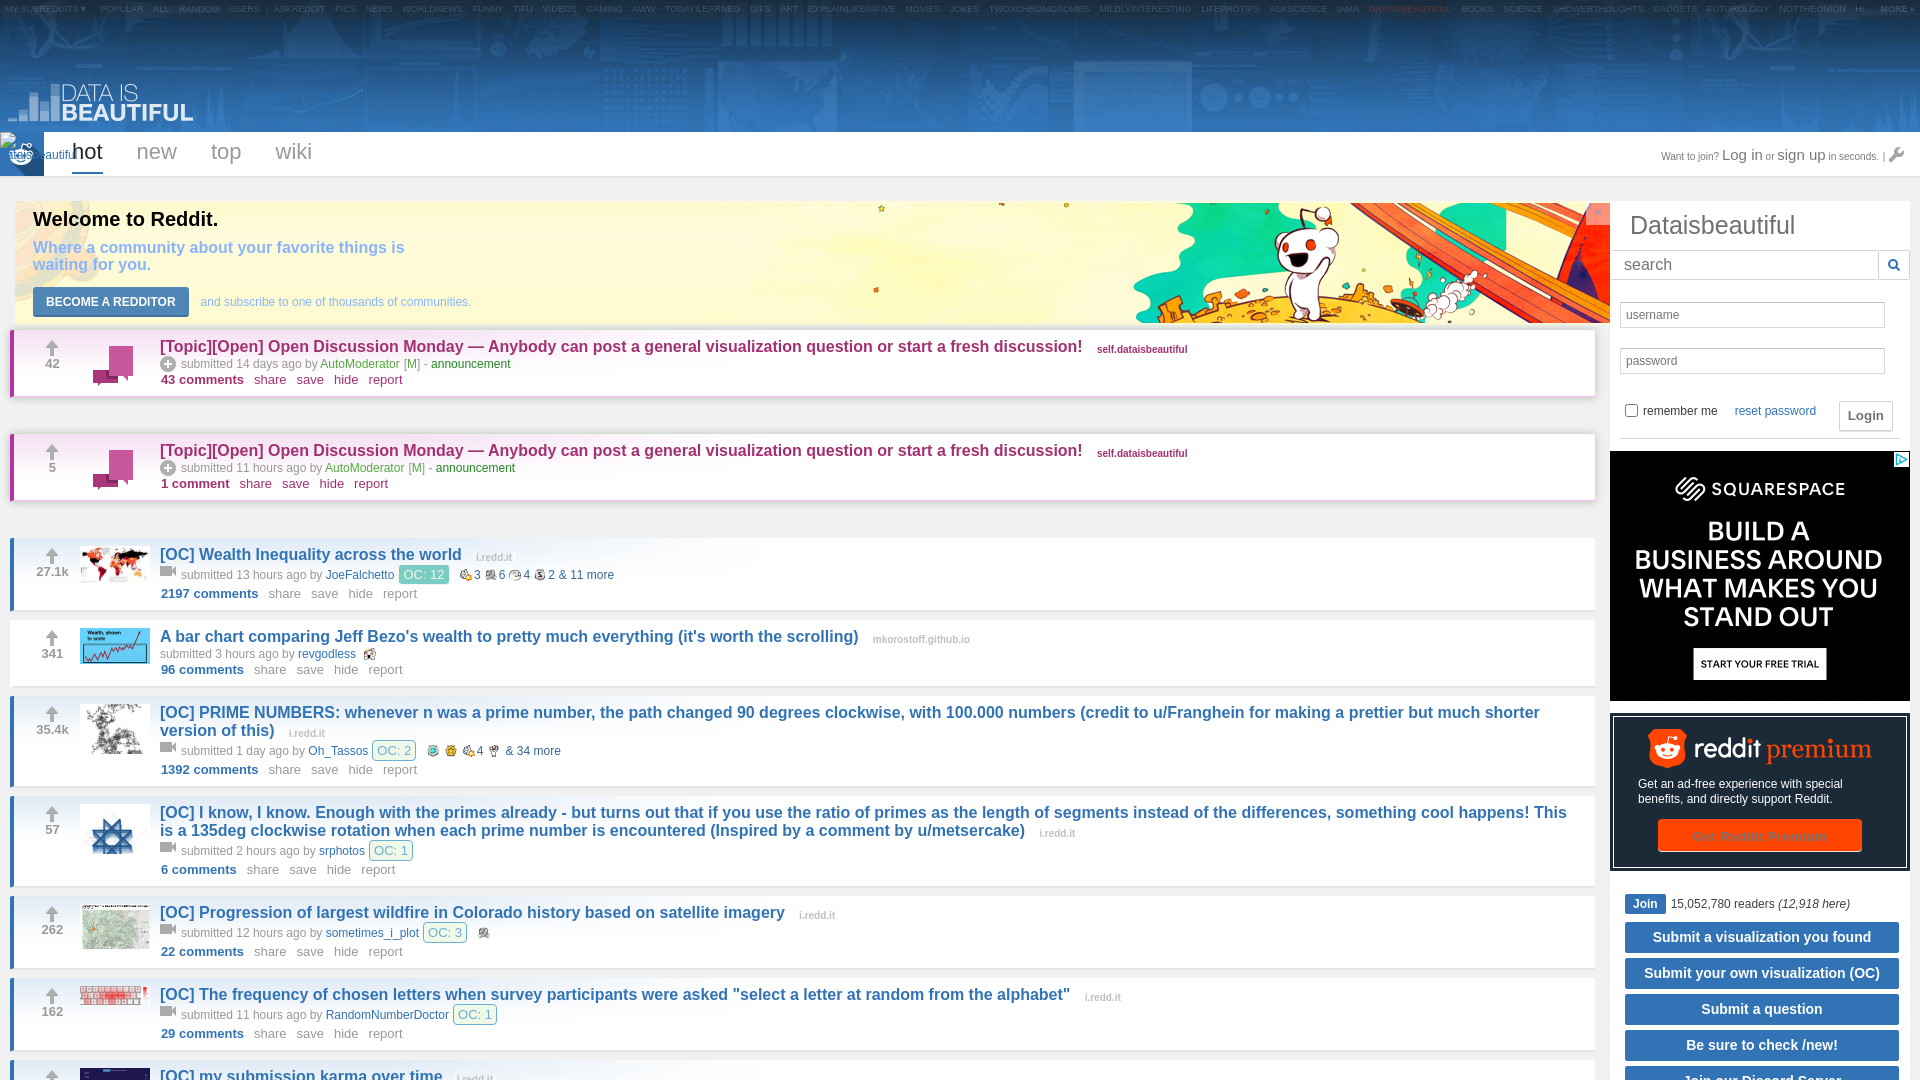 MY SUBREDDITS ▼ POPULAR ALL RANDOM USERS | ASKREDDIT PICS NEWS WORLDNEWS FUNNY TIFU VIDEOS GAMING AWW TODAYILEARNED GIFS ART EXPLAINLIKEIMFIVE MOVIES JOKES TWOXCHROMOSOMES MILDLYINTERESTING LIFEPROTIPS ASKSCIENCE IAMA DATAISBEAUTIFUL BOOKS SCIENCE SHOWERTHOUGHTS GADGETS FUTUROLOGY NOTTHEONION HI MORE »
DATA IS
BEAUTIFUL
hot new top wiki
Want to join? Log in or sign up in seconds. |
Welcome to Reddit.
Where a community about your favorite things is
waiting for you.
BECOME A REDDITOR and subscribe to one of thousands of communities.
×
[Topic][Open] Open Discussion Monday — Anybody can post a general visualization question or start a fresh discussion! self.dataisbeautiful
42
submitted 14 days ago by AutoModerator [M] - announcement
43 comments share save hide report
[Topic][Open] Open Discussion Monday — Anybody can post a general visualization question or start a fresh discussion! self.dataisbeautiful
5
submitted 11 hours ago by AutoModerator [M] - announcement
1 comment share save hide report
[OC] Wealth Inequality across the world i.redd.it
27.1k
submitted 13 hours ago by JoeFalchetto OC: 12 3 6 4 2 & 11 more
2197 comments share save hide report
Wealth, shown
to scale
A bar chart comparing Jeff Bezo's wealth to pretty much everything (it's worth the scrolling) mkorostoff.github.io
341
submitted 3 hours ago by revgodless
96 comments share save hide report
[OC] PRIME NUMBERS: whenever n was a prime number, the path changed 90 degrees clockwise, with 100.000 numbers (credit to u/Franghein for making a prettier but much shorter
version of this) i.redd.it
35.4k
submitted 1 day ago by Oh_Tassos OC: 2 4 & 34 more
1392 comments share save hide report
[OC] I know, I know. Enough with the primes already - but turns out that if you use the ratio of primes as the length of segments instead of the differences, something cool happens! This
is a 135deg clockwise rotation when each prime number is encountered (Inspired by a comment by u/metsercake) i.redd.it
57
submitted 2 hours ago by srphotos OC: 1
6 comments share save hide report
[OC] Progression of largest wildfire in Colorado history based on satellite imagery i.redd.it
262
submitted 12 hours ago by sometimes_i_plot OC: 3
22 comments share save hide report
[OC] The frequency of chosen letters when survey participants were asked "select a letter at random from the alphabet" i.redd.it
162
submitted 11 hours ago by RandomNumberDoctor OC: 1
29 comments share save hide report
[OC] my submission karma over time i.redd.it
Dataisbeautiful
search
username
password
remember me reset password Login
SQUARESPACE
BUILD A
BUSINESS AROUND
WHAT MAKES YOU
STAND OUT
START YOUR FREE TRIAL
reddit premium
Get an ad-free experience with special
benefits, and directly support Reddit.
Get Reddit Premium
Join 15,052,780 readers (12,918 here)
Submit a visualization you found
Submit your own visualization (OC)
Submit a question
Be sure to check /new!
Join our Discord Server